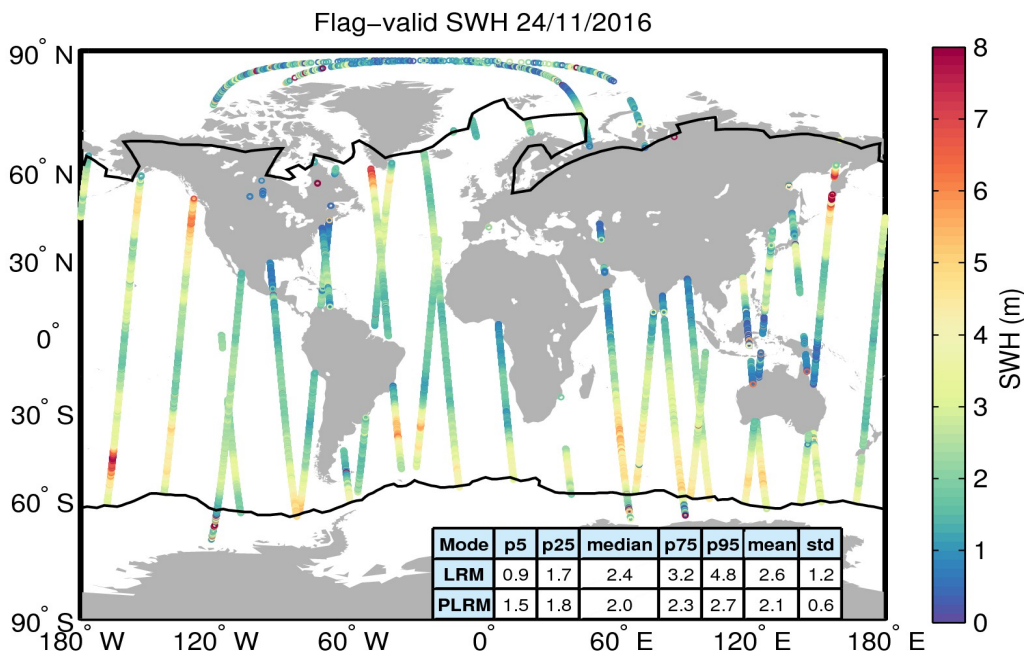 Flag−valid SWH 24/11/2016
90° N
60° N
30° N
0°
30° S
60° S
90° S
180° W
120° W
60° W
0°
60° E
120° E
180° E
Mode p5 p25 median p75 p95 mean std
LRM 0.9 1.7 2.4 3.2 4.8 2.6 1.2
PLRM 1.5 1.8 2.0 2.3 2.7 2.1 0.6
8
7
6
5
4
3
2
1
0
SWH (m)